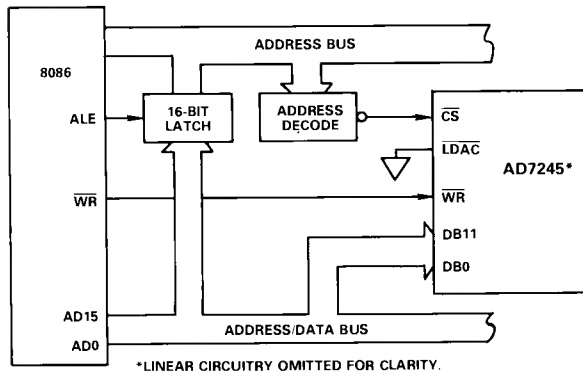 ADDRESS BUS
8086
16-BIT
LATCH
ADDRESS
DECODE
ALE
CS
LDAC
AD7245*
WR
WR
DB11
DB0
AD15
ADDRESS/DATA BUS
AD0
*LINEAR CIRCUITRY OMITTED FOR CLARITY.